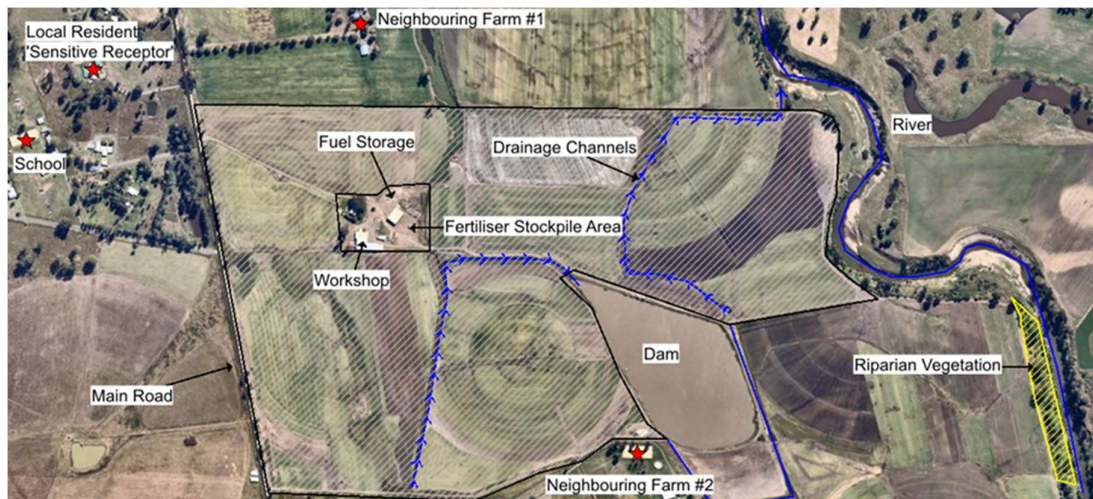 Neighbouring Farm #1
Local Resident
'Sensitive Receptor'
School
Fuel Storage
Drainage Channels
River
Fertiliser Stockpile Area
Workshop
Dam
Riparian Vegetation
Main Road
Neighbouring Farm #2